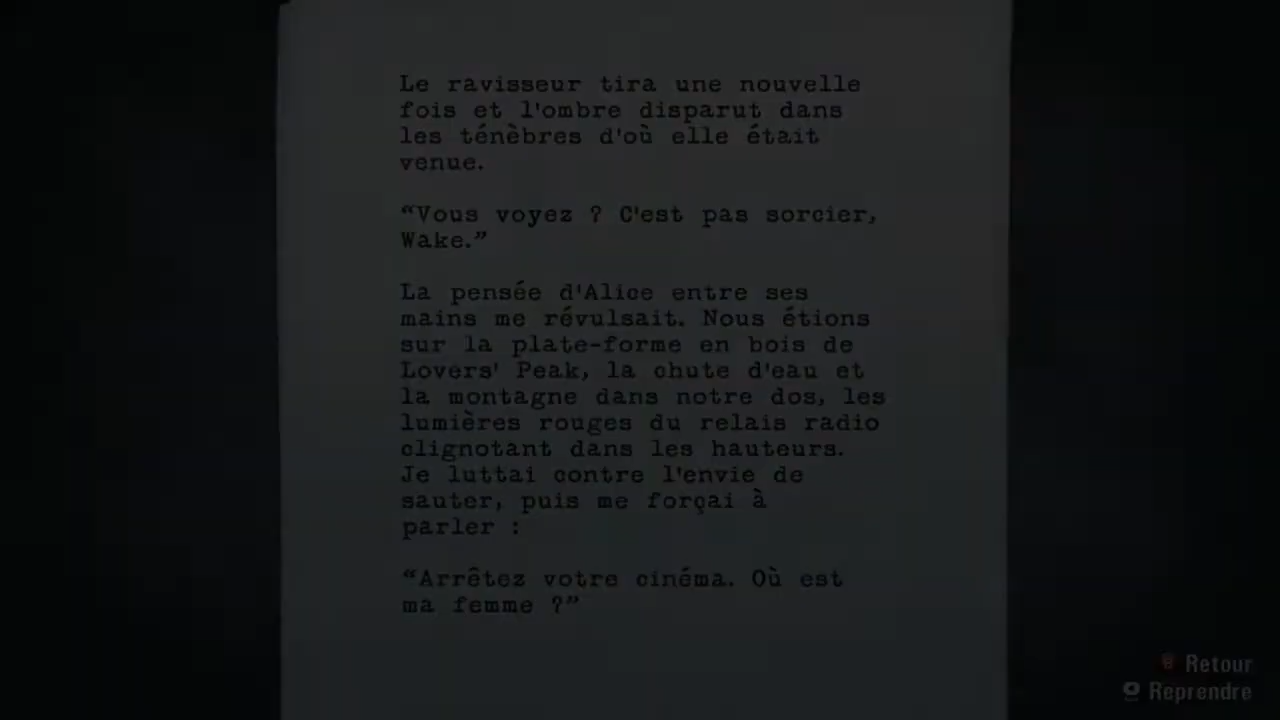 Le ravisseur tira une nouvelle
fois et l'ombre disparut dans
les ténèbres d'où elle était
venue.
“Vous voyez ? C'est pas sorcier,
Wake.”
La pensée d'Alice entre ses
mains me révulsait. Nous étions
sur la plate-forme en bois de
Lovers' Peak, la chute d'eau et
la montagne dans notre dos, les
lumières rouges du relais radio
clignotant dans les hauteurs.
Je luttai contre l'envie de
sauter, puis me forçai à
parler :
“Arrêtez votre cinéma. Où est
ma femme ?”
B Retour
Reprendre